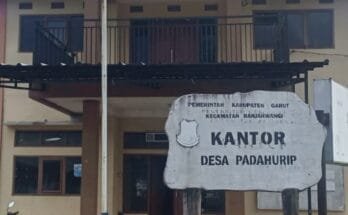 PEMERINTAH KABUPATEN GARUT
KECAMATAN BANJARWANGI
KANTOR
DESA PADAHURIP